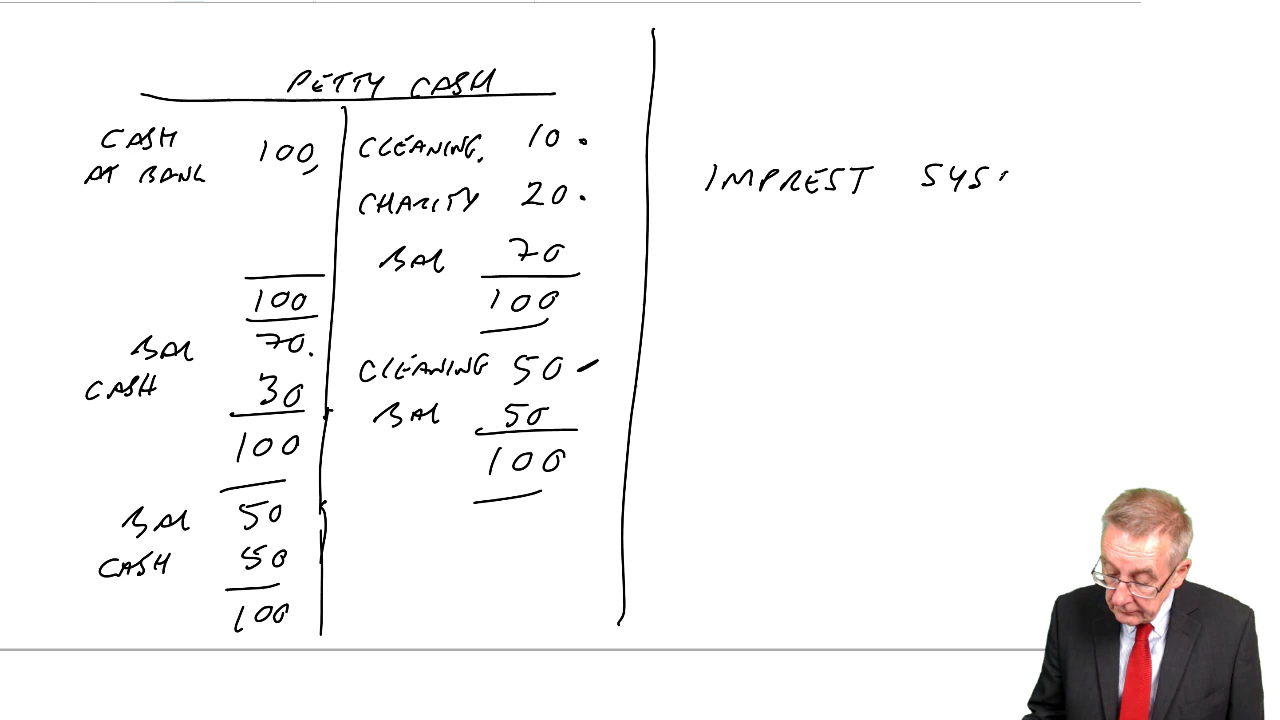 PETTY CASH
CASH
AT BANK 100
CLEANING 10.
CHARITY 20.
BAL 70
100
100
BAL 70.
CASH 30
100
CLEANING 50
BAL 50
100
BAL 50
CASH 50
100
IMPREST SYS